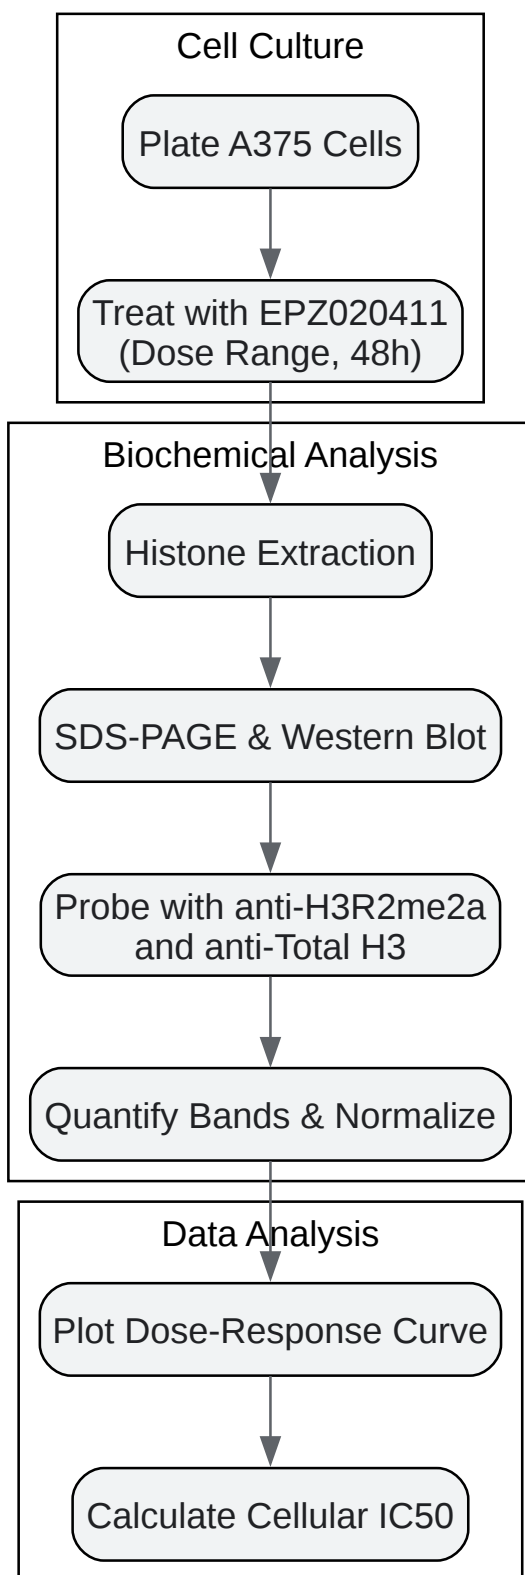 Cell Culture
Plate A375 Cells
Treat with EPZ020411
(Dose Range, 48h)
Biochemical Analysis
Histone Extraction
SDS-PAGE & Western Blot
Probe with anti-H3R2me2a
and anti-Total H3
Quantify Bands & Normalize
Data Analysis
Plot Dose-Response Curve
Calculate Cellular IC50